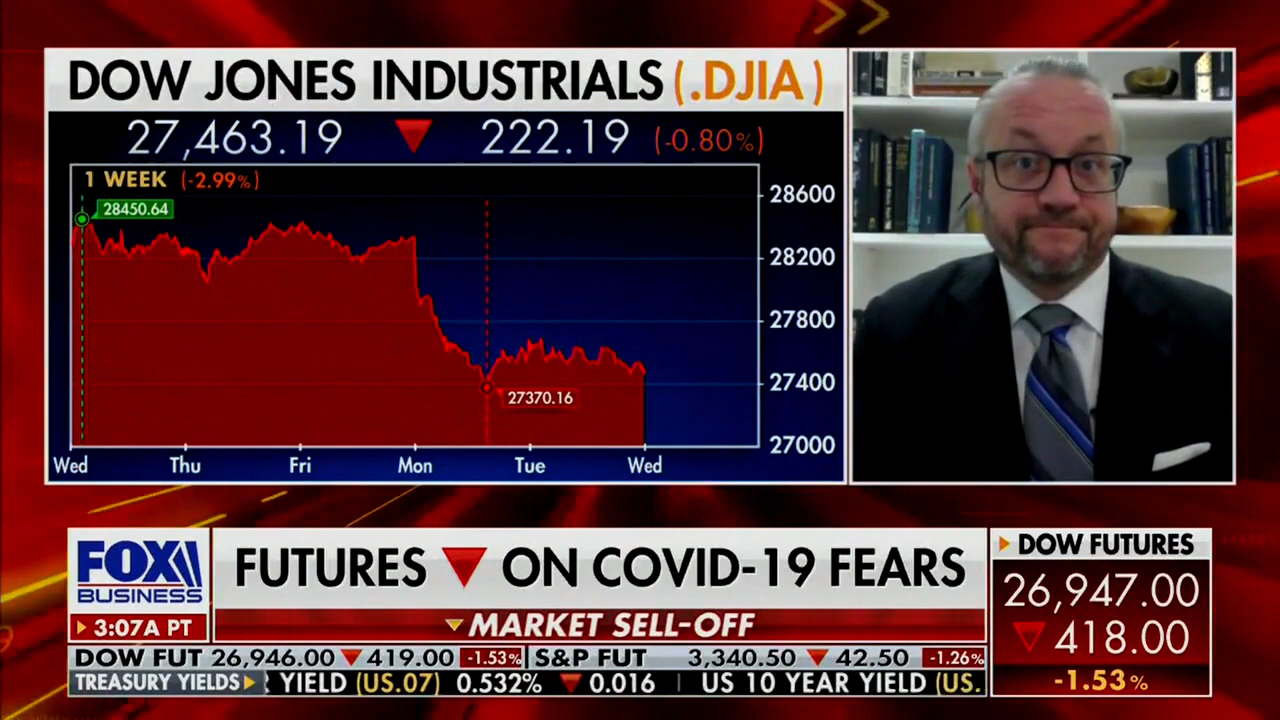 DOW JONES INDUSTRIALS (.DJIA)
27,463.19 ▼ 222.19 (-0.80%)
1 WEEK (-2.99%)
28450.64
27370.16
28600
28200
27800
27400
27000
Wed Thu Fri Mon Tue Wed
FOX BUSINESS
3:07A PT
FUTURES ▼ ON COVID-19 FEARS
MARKET SELL-OFF
DOW FUTURES
26,947.00
▼ 418.00
-1.53%
DOW FUT 26,946.00 ▼ 419.00 -1.53% S&P FUT 3,340.50 ▼ 42.50 -1.26%
TREASURY YIELDS YIELD (US.07) 0.532% ▼ 0.016 | US 10 YEAR YIELD (US.